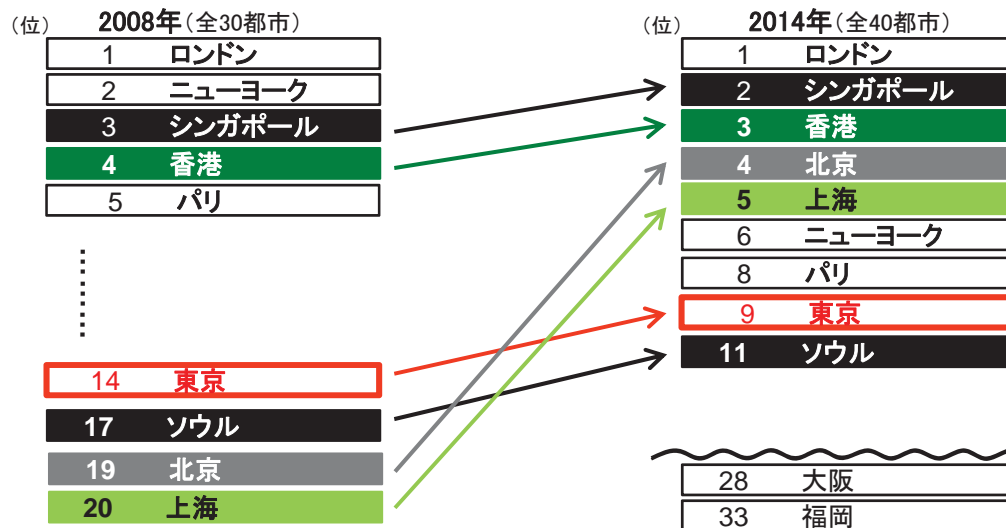 （位） 2008年（全30都市）
1 ロンドン
2 ニューヨーク
3 シンガポール
4 香港
5 パリ
14 東京
17 ソウル
19 北京
20 上海
（位） 2014年（全40都市）
1 ロンドン
2 シンガポール
3 香港
4 北京
5 上海
6 ニューヨーク
8 パリ
9 東京
11 ソウル
28 大阪
33 福岡